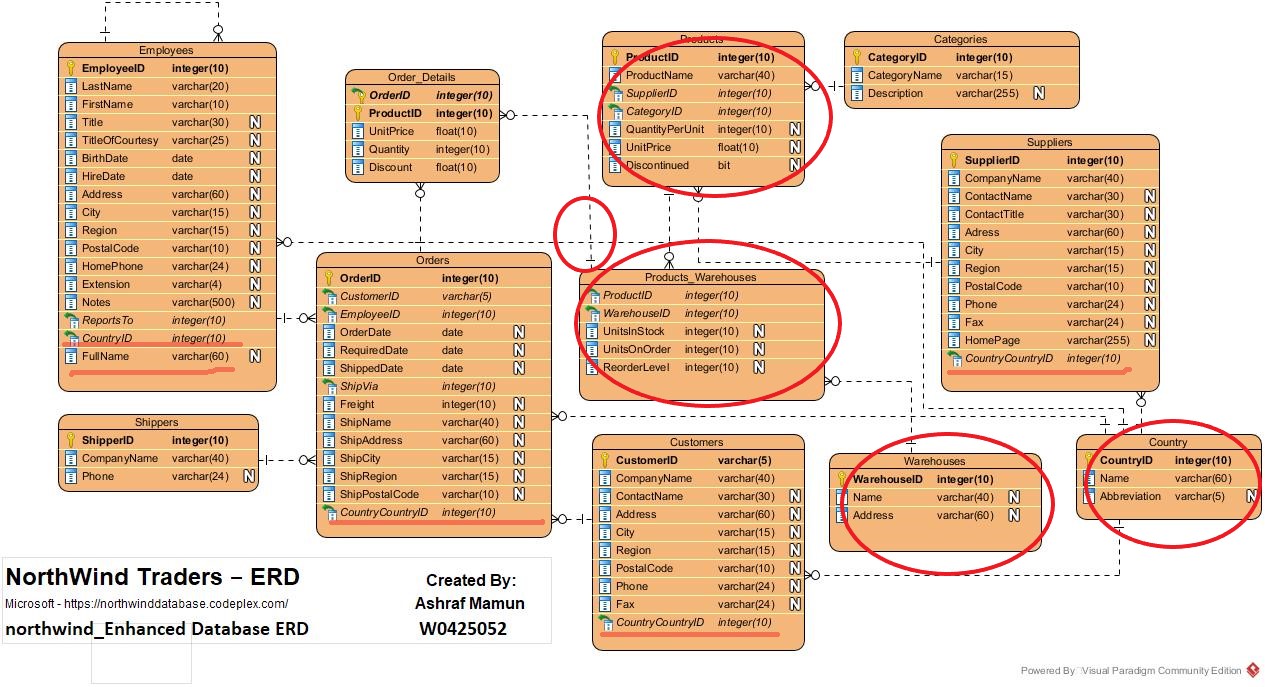 Employees
EmployeeID integer(10)
LastName varchar(20)
FirstName varchar(10)
Title varchar(30) N
TitleOfCourtesy varchar(25) N
BirthDate date N
HireDate date N
Address varchar(60) N
City varchar(15) N
Region varchar(15) N
PostalCode varchar(10) N
HomePhone varchar(24) N
Extension varchar(4) N
Notes varchar(500) N
ReportsTo integer(10)
CountryID integer(10)
FullName varchar(60) N
Shippers
ShipperID integer(10)
CompanyName varchar(40)
Phone varchar(24) N
Order_Details
OrderID integer(10)
ProductID integer(10)
UnitPrice float(10)
Quantity integer(10)
Discount float(10)
Orders
OrderID integer(10)
CustomerID varchar(5)
EmployeeID integer(10)
OrderDate date N
RequiredDate date N
ShippedDate date N
ShipVia integer(10)
Freight integer(10) N
ShipName varchar(40) N
ShipAddress varchar(60) N
ShipCity varchar(15) N
ShipRegion varchar(15) N
ShipPostalCode varchar(10) N
CountryCountryID integer(10)
Products
ProductID integer(10)
ProductName varchar(40)
SupplierID integer(10)
CategoryID integer(10)
QuantityPerUnit integer(10) N
UnitPrice float(10) N
Discontinued bit N
Categories
CategoryID integer(10)
CategoryName varchar(15)
Description varchar(255) N
Suppliers
SupplierID integer(10)
CompanyName varchar(40)
ContactName varchar(30) N
ContactTitle varchar(30) N
Adress varchar(60) N
City varchar(15) N
Region varchar(15) N
PostalCode varchar(10) N
Phone varchar(24) N
Fax varchar(24) N
HomePage varchar(255) N
CountryCountryID integer(10)
Products_Warehouses
ProductID integer(10)
WarehouseID integer(10)
UnitsInStock integer(10) N
UnitsOnOrder integer(10) N
ReorderLevel integer(10) N
Customers
CustomerID varchar(5)
CompanyName varchar(40)
ContactName varchar(30) N
Address varchar(60) N
City varchar(15) N
Region varchar(15) N
PostalCode varchar(10) N
Phone varchar(24) N
Fax varchar(24) N
CountryCountryID integer(10)
Warehouses
WarehouseID integer(10)
Name varchar(40) N
Address varchar(60) N
Country
CountryID integer(10)
Name varchar(60)
Abbreviation varchar(5) N
NorthWind Traders – ERD
Microsoft - https://northwinddatabase.codeplex.com/
northwind_Enhanced Database ERD
Created By:
Ashraf Mamun
W0425052
Powered By Visual Paradigm Community Edition